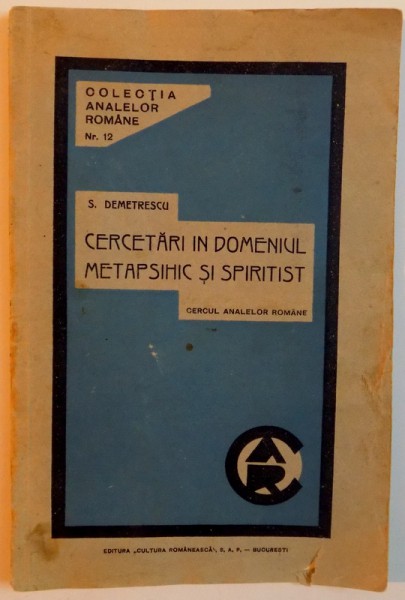 COLECȚIA
ANALELOR
ROMÂNE
Nr. 12
S. DEMETRESCU
CERCETĂRI IN DOMENIUL
METAPSIHIC ȘI SPIRITIST
CERCUL ANALELOR ROMÂNE
CAR
EDITURA „CULTURA ROMÂNEASCĂ", S. A. R. — BUCUREȘTI